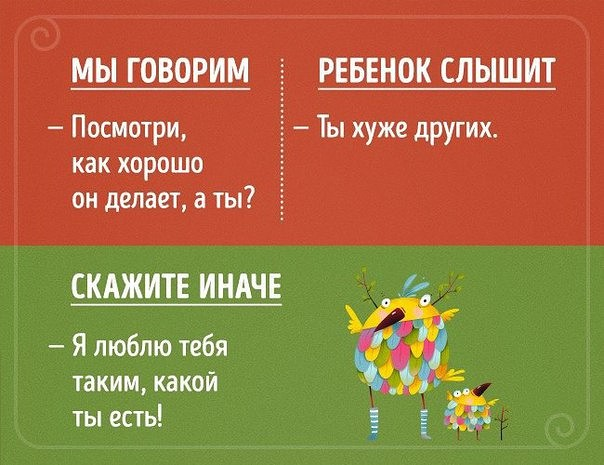 МЫ ГОВОРИМ
– Посмотри,
как хорошо
он делает, а ты?
РЕБЕНОК СЛЫШИТ
– Ты хуже других.
СКАЖИТЕ ИНАЧЕ
– Я люблю тебя
таким, какой
ты есть!